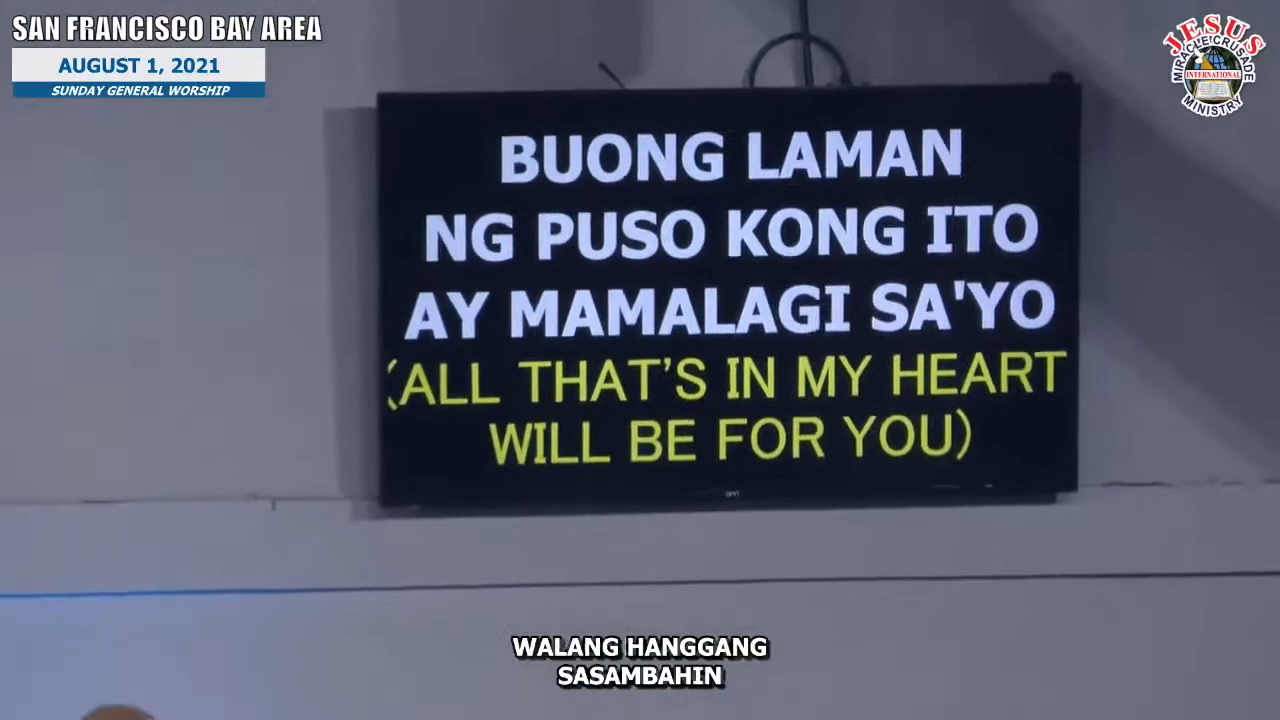 SAN FRANCISCO BAY AREA
AUGUST 1, 2021
SUNDAY GENERAL WORSHIP
JESUS
MIRACLE CRUSADE
INTERNATIONAL
MINISTRY
BUONG LAMAN
NG PUSO KONG ITO
AY MAMALAGI SA'YO
(ALL THAT'S IN MY HEART
WILL BE FOR YOU)
WALANG HANGGANG
SASAMBAHIN